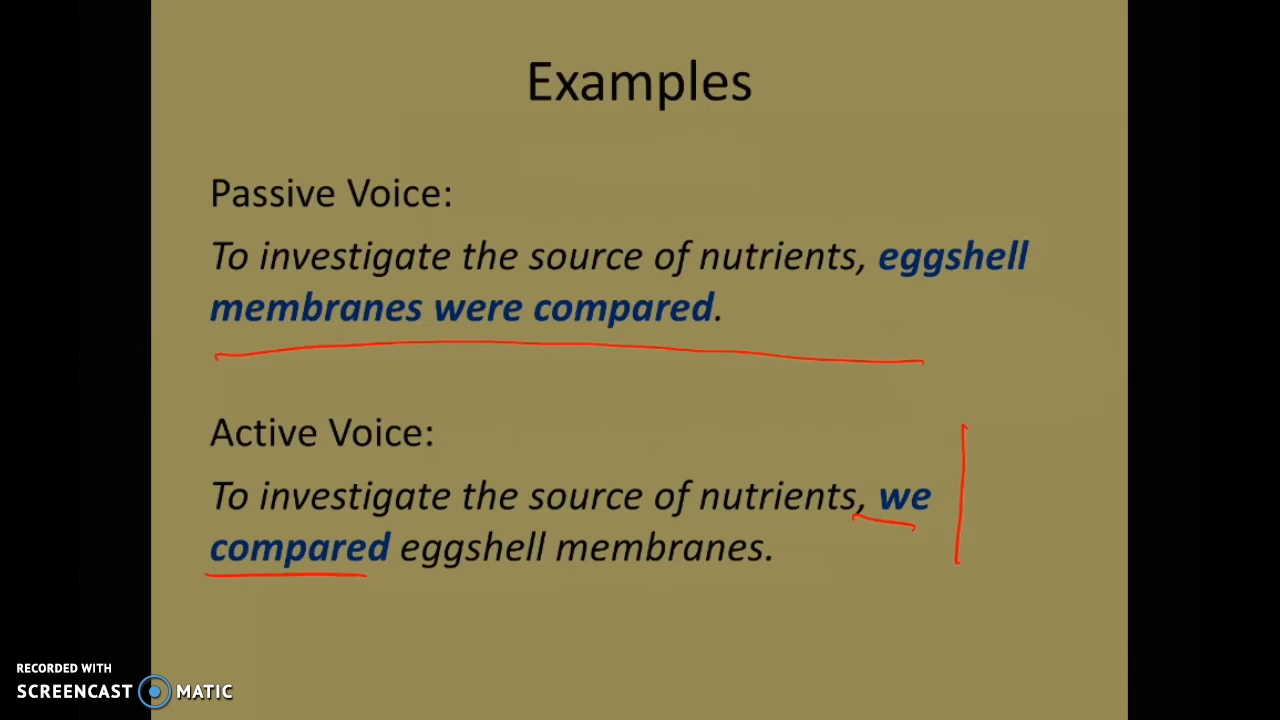 Examples
Passive Voice:
To investigate the source of nutrients, eggshell
membranes were compared.
Active Voice:
To investigate the source of nutrients, we
compared eggshell membranes.
RECORDED WITH
SCREENCAST MATIC